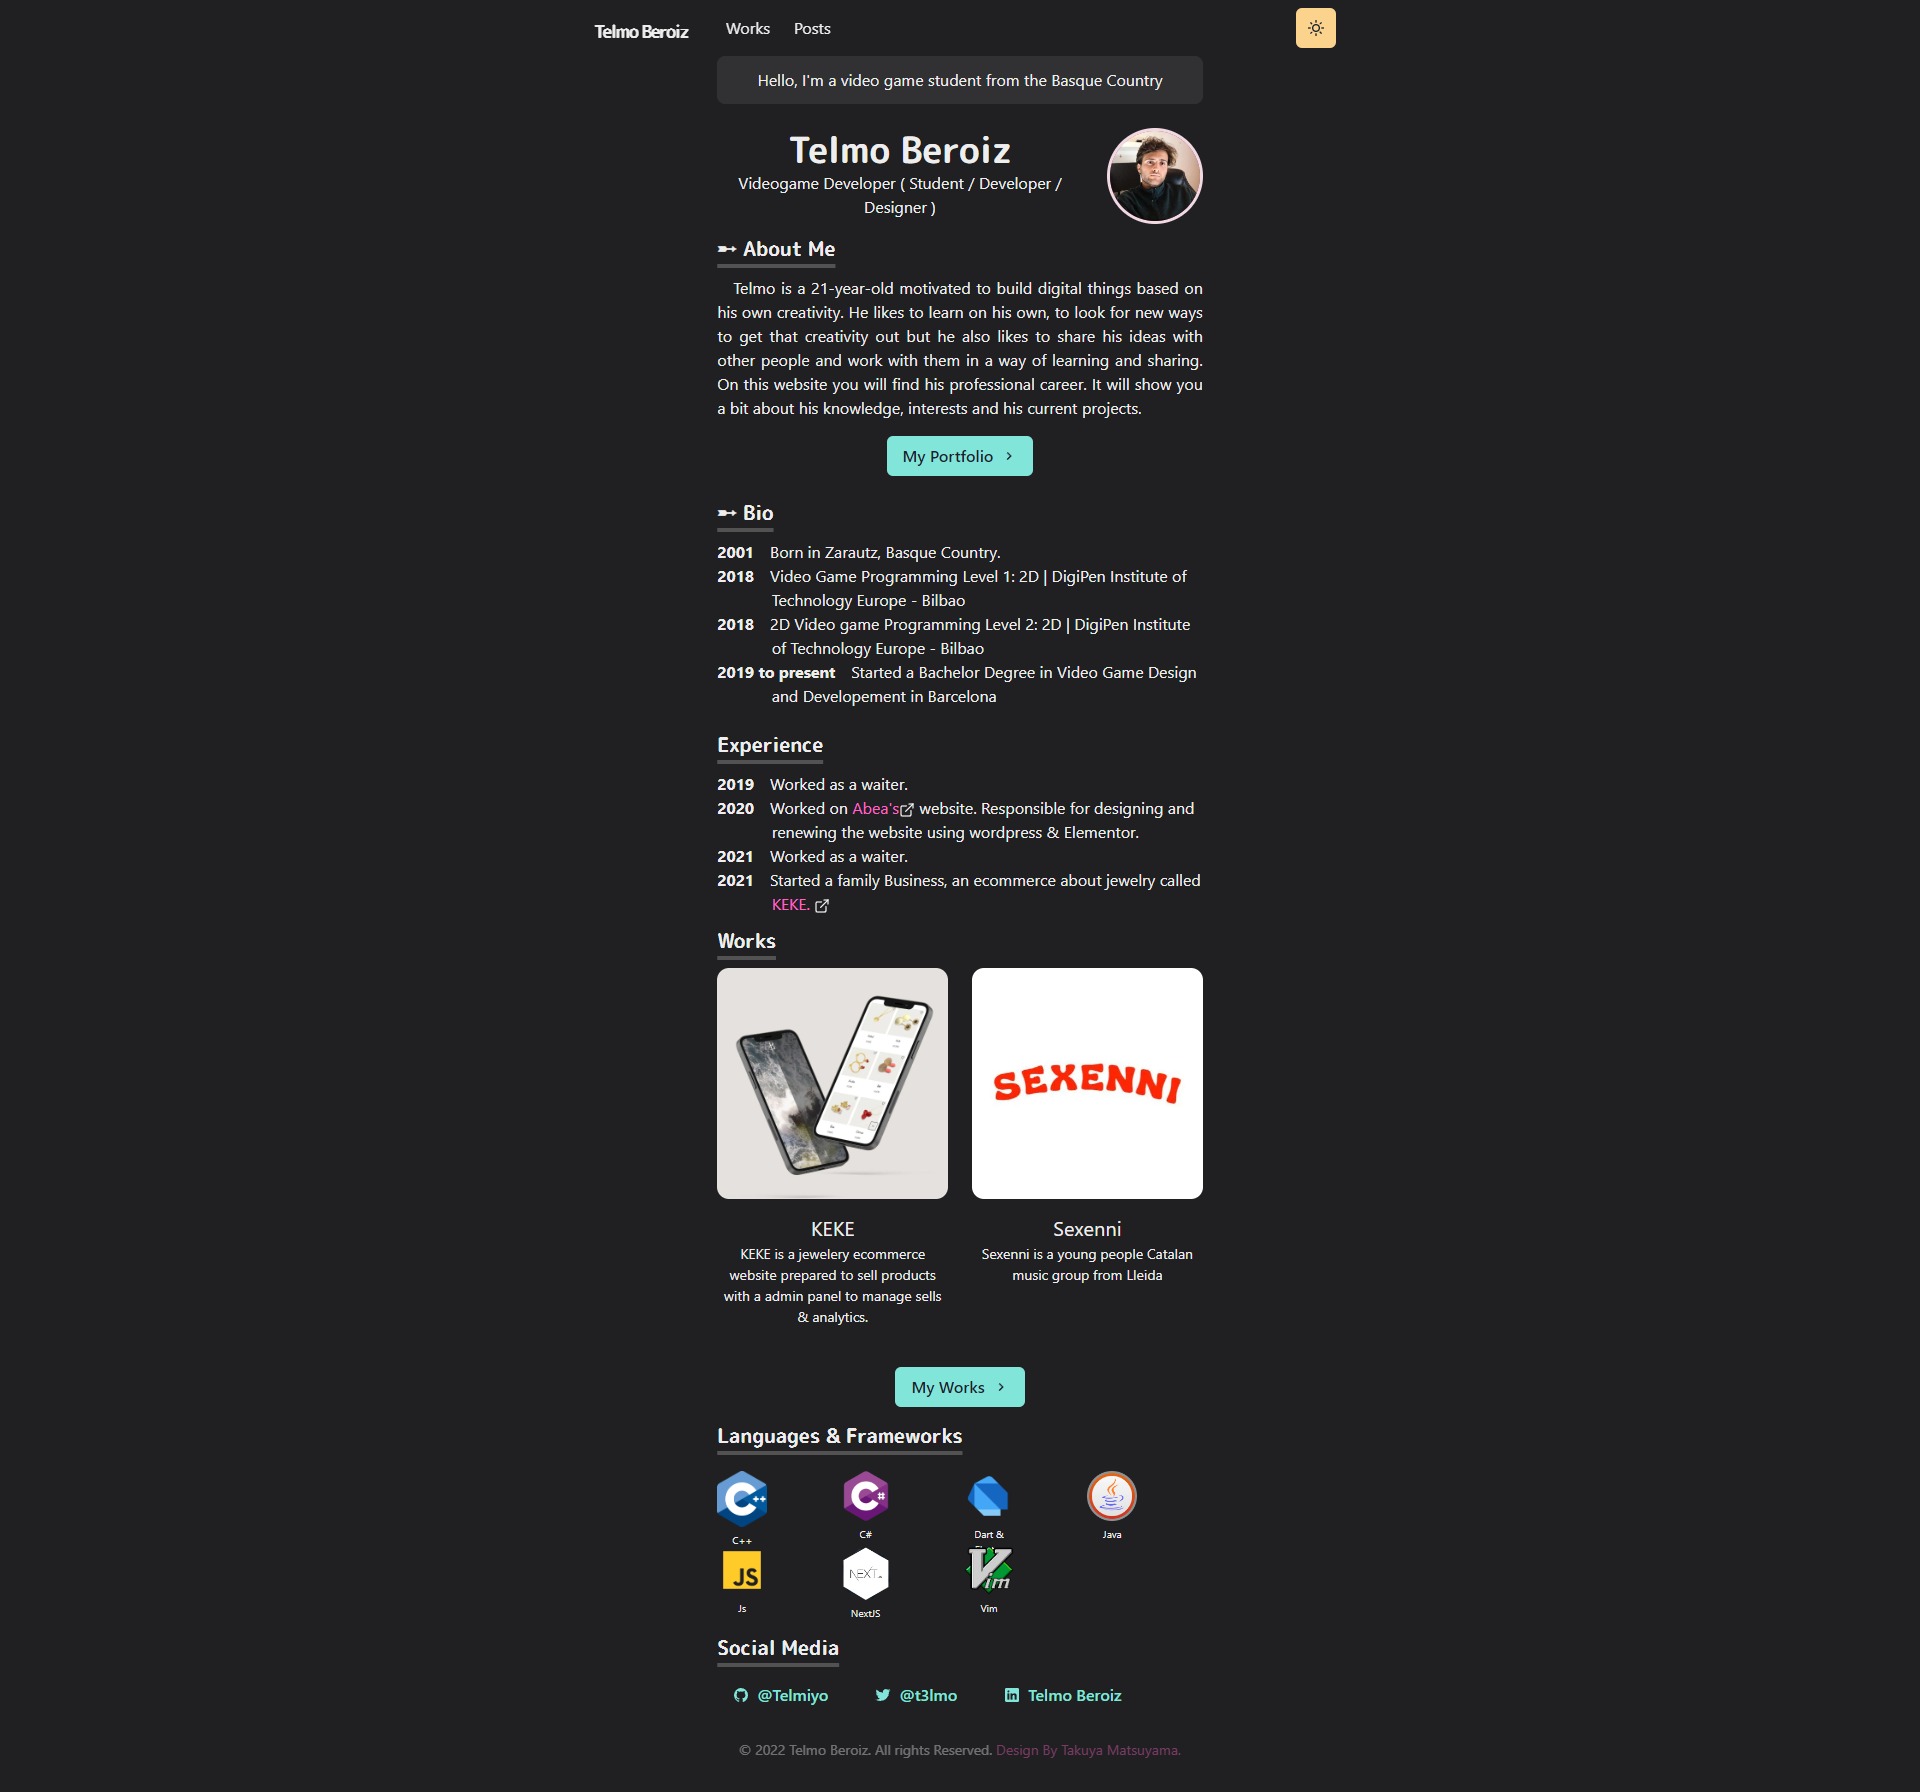 Telmo Beroiz
Works
Posts
Hello, I'm a video game student from the Basque Country
Telmo Beroiz
Videogame Developer ( Student / Developer /
Designer )
About Me
Telmo is a 21-year-old motivated to build digital things based on
his own creativity. He likes to learn on his own, to look for new ways
to get that creativity out but he also likes to share his ideas with
other people and work with them in a way of learning and sharing.
On this website you will find his professional career. It will show you
a bit about his knowledge, interests and his current projects.
My Portfolio
Bio
2001 Born in Zarautz, Basque Country.
2018 Video Game Programming Level 1: 2D | DigiPen Institute of
Technology Europe - Bilbao
2018 2D Video game Programming Level 2: 2D | DigiPen Institute
of Technology Europe - Bilbao
2019 to present Started a Bachelor Degree in Video Game Design
and Developement in Barcelona
Experience
2019 Worked as a waiter.
2020 Worked on Abea's website. Responsible for designing and
renewing the website using wordpress & Elementor.
2021 Worked as a waiter.
2021 Started a family Business, an ecommerce about jewelry called
KEKE.
Works
SEXENNI
KEKE
KEKE is a jewelery ecommerce
website prepared to sell products
with a admin panel to manage sells
& analytics.
Sexenni
Sexenni is a young people Catalan
music group from Lleida
My Works
Languages & Frameworks
C++
C#
Dart &
Java
JS
NEXT
Vim
Js
NextJS
Vim
Social Media
@Telmiyo
@t3lmo
Telmo Beroiz
© 2022 Telmo Beroiz. All rights Reserved. Design By Takuya Matsuyama.